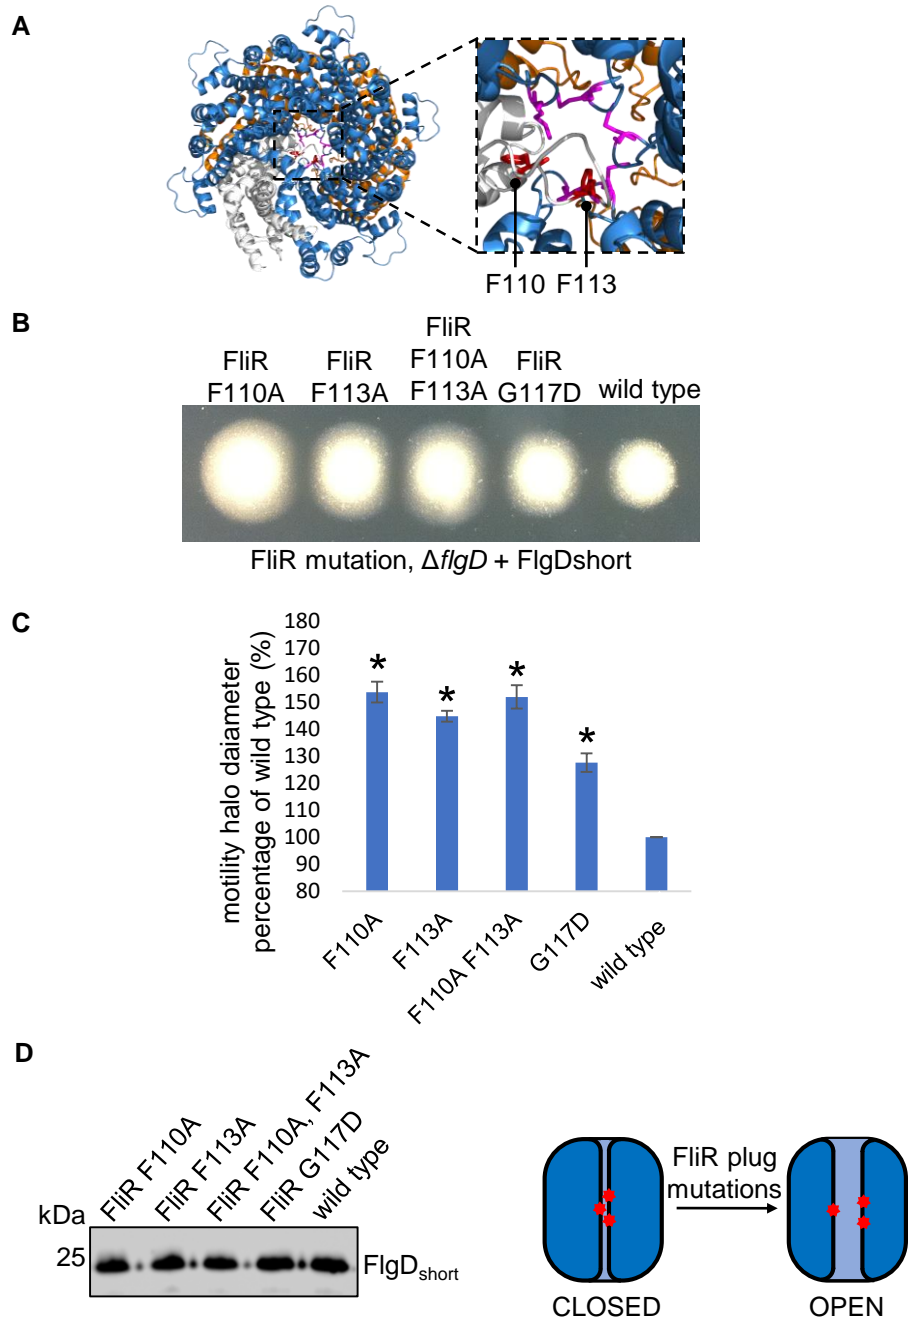 A
F110 F113
B
FliR
F110A
FliR
F113A
FliR
F110A
F113A
FliR
G117D
wild type
FliR mutation, ΔflgD + FlgDshort
C
motility halo daiameter
percentage of wild type (%)
180
170
160
150
140
130
120
110
100
90
80
*
*
*
*
F110A
F113A
F110A F113A
G117D
wild type
D
FliR F110A
FliR F113A
FliR F110A, F113A
FliR G117D
wild type
kDa
25
FlgDshort
FliR plug
mutations
CLOSED
OPEN